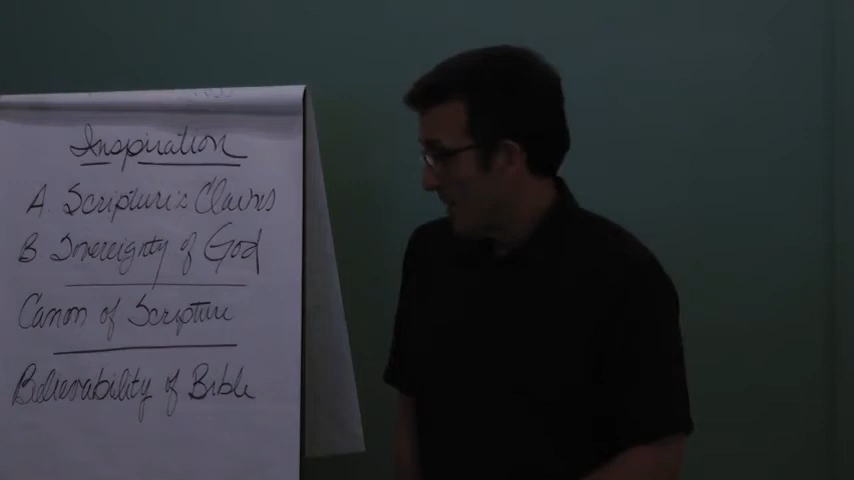 Inspiration
A. Scripture's Claims
B Sovereignty of God
Canon of Scripture
Believability of Bible